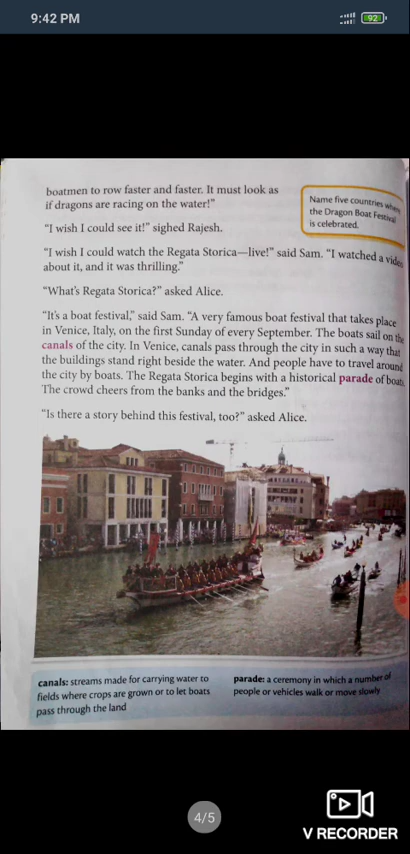 9:42 PM
92
boatmen to row faster and faster. It must look as
if dragons are racing on the water!"
Name five countries where
the Dragon Boat Festival
is celebrated.
"I wish I could see it!" sighed Rajesh.
"I wish I could watch the Regata Storica—live!" said Sam. "I watched a video
about it, and it was thrilling."
"What's Regata Storica?" asked Alice.
"It's a boat festival," said Sam. "A very famous boat festival that takes place
in Venice, Italy, on the first Sunday of every September. The boats sail on the
canals of the city. In Venice, canals pass through the city in such a way that
the buildings stand right beside the water. And people have to travel around
the city by boats. The Regata Storica begins with a historical parade of boats.
The crowd cheers from the banks and the bridges."
"Is there a story behind this festival, too?" asked Alice.
canals: streams made for carrying water to
fields where crops are grown or to let boats
pass through the land
parade: a ceremony in which a number of
people or vehicles walk or move slowly
4/5
V RECORDER